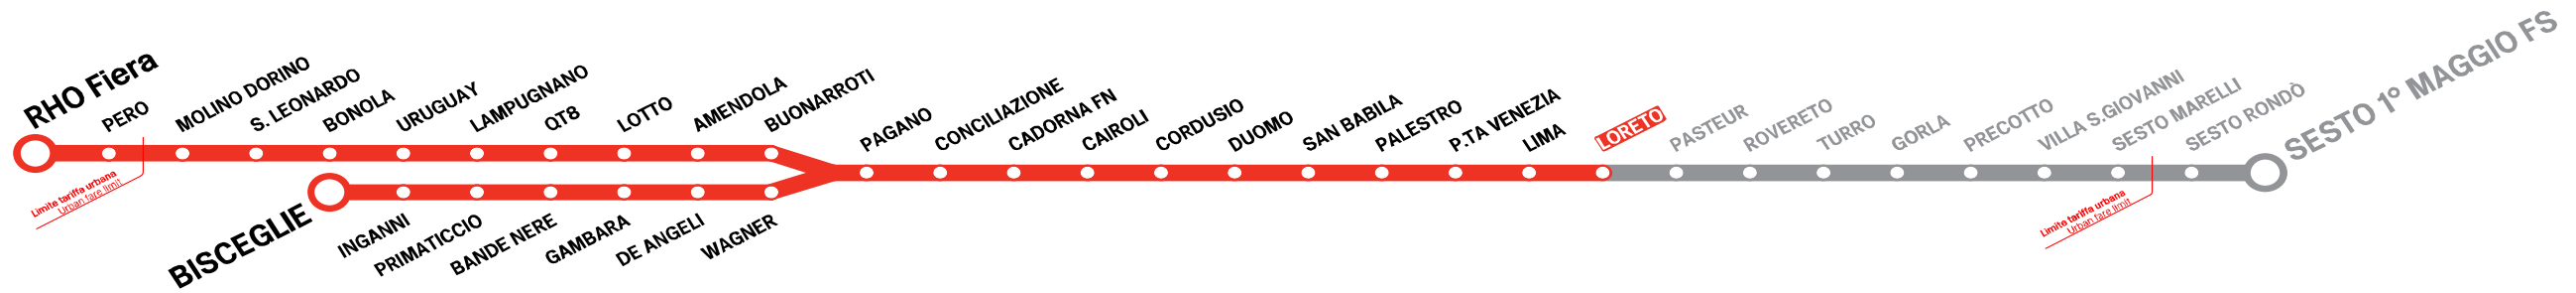 RHO Fiera
PERO
MOLINO DORINO
S. LEONARDO
BONOLA
URUGUAY
LAMPUGNANO
QT8
LOTTO
AMENDOLA
BUONARROTI
PAGANO
CONCILIAZIONE
CADORNA FN
CAIROLI
CORDUSIO
DUOMO
SAN BABILA
PALESTRO
P.TA VENEZIA
LIMA
LORETO
PASTEUR
ROVERETO
TURRO
GORLA
PRECOTTO
VILLA S.GIOVANNI
SESTO MARELLI
SESTO RONDÒ
SESTO 1° MAGGIO FS
Limite tariffa urbana
Urban fare limit
BISCEGLIE
INGANNI
PRIMATICCIO
BANDE NERE
GAMBARA
DE ANGELI
WAGNER
Limite tariffa urbana
Urban fare limit